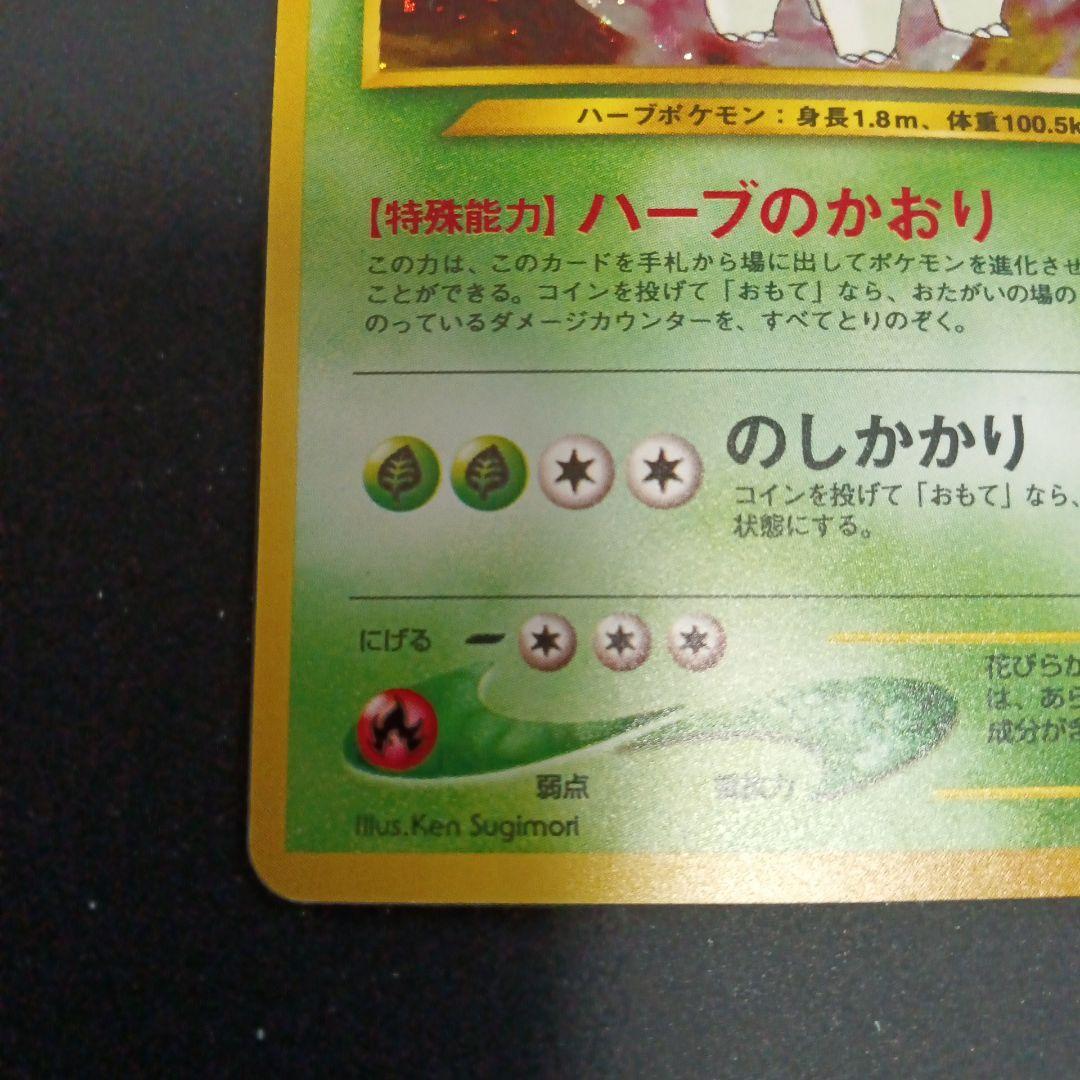 ハーブポケモン：身長1.8m、体重100.5k
【特殊能力】ハーブのかおり
この力は、このカードを手札から場に出してポケモンを進化させ
ことができる。コインを投げて「おもて」なら、おたがいの場の
のっているダメージカウンターを、すべてとりのぞく。
のしかかり
コインを投げて「おもて」なら、
状態にする。
にげる ー
花びらか
は、あら
成分が含
弱点 抵抗力
Illus.Ken Sugimori